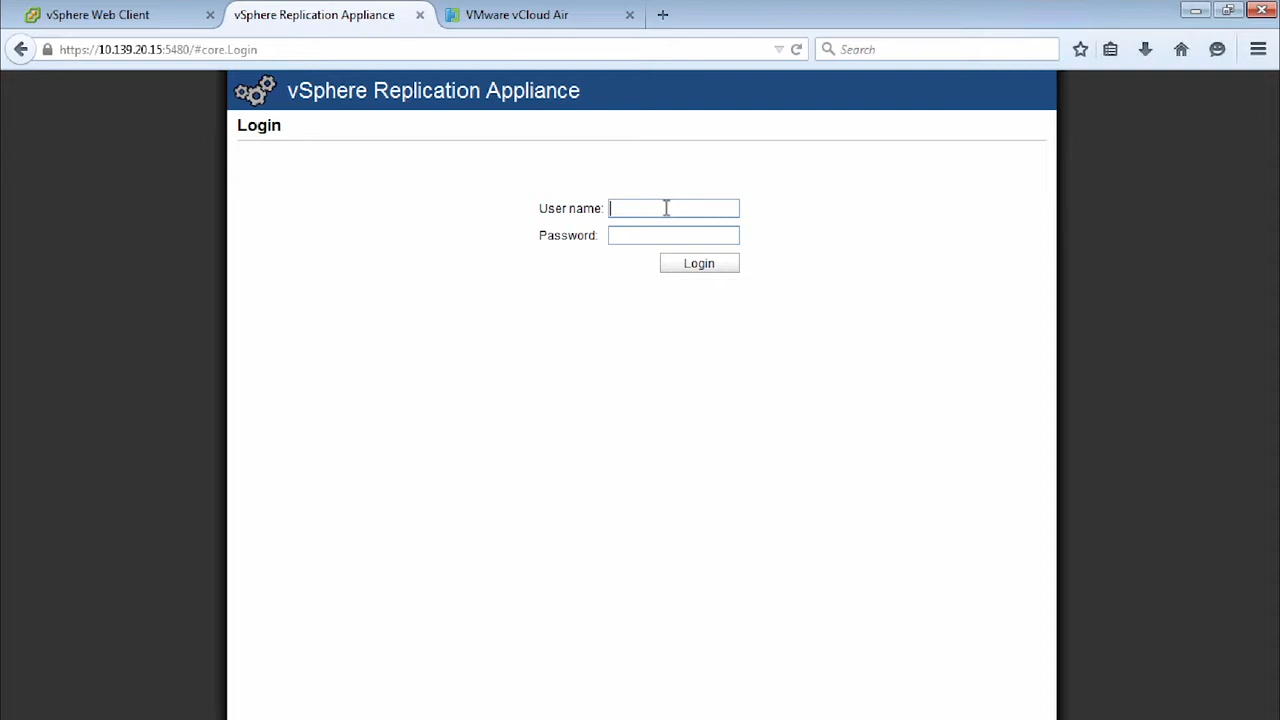 vSphere Web Client
vSphere Replication Appliance
VMware vCloud Air
https://10.139.20.15:5480/#core.Login
Search
vSphere Replication Appliance
Login
User name:
Password:
Login